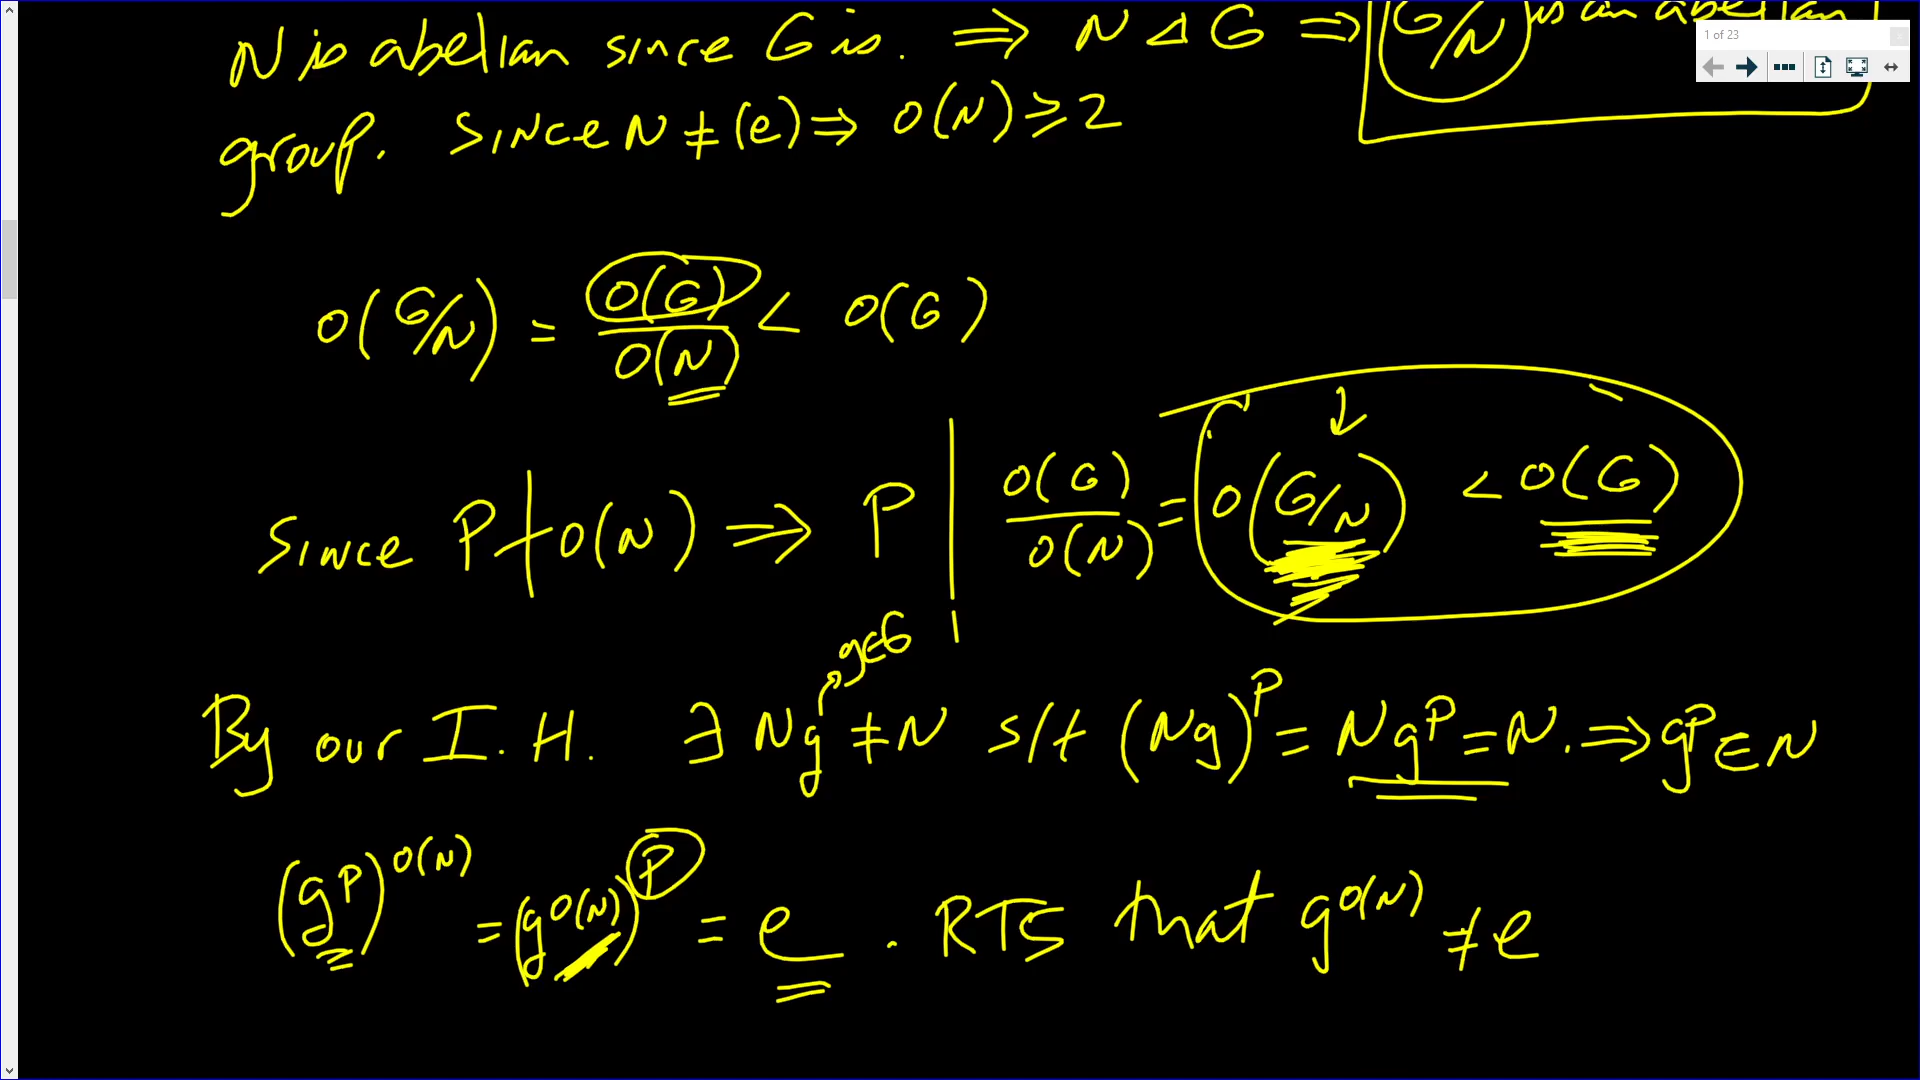 N is abelian since G is. ⇒ N ⊲ G ⇒ G/N is an abelian
1 of 23
group. Since N ≠ (e) ⇒ O(N) ⩾ 2
O(G/N) = O(G)/O(N) < O(G)
Since P ∤ O(N) ⇒ P | O(G)/O(N) = O(G/N) < O(G)
g∈G
By our I.H. ∃ Ng ≠ N s/t (Ng)^P = Ng^P = N. ⇒ g^P ∈ N
(g^P)^O(N) = (g^O(N))^P = e. RTS that g^O(N) ≠ e